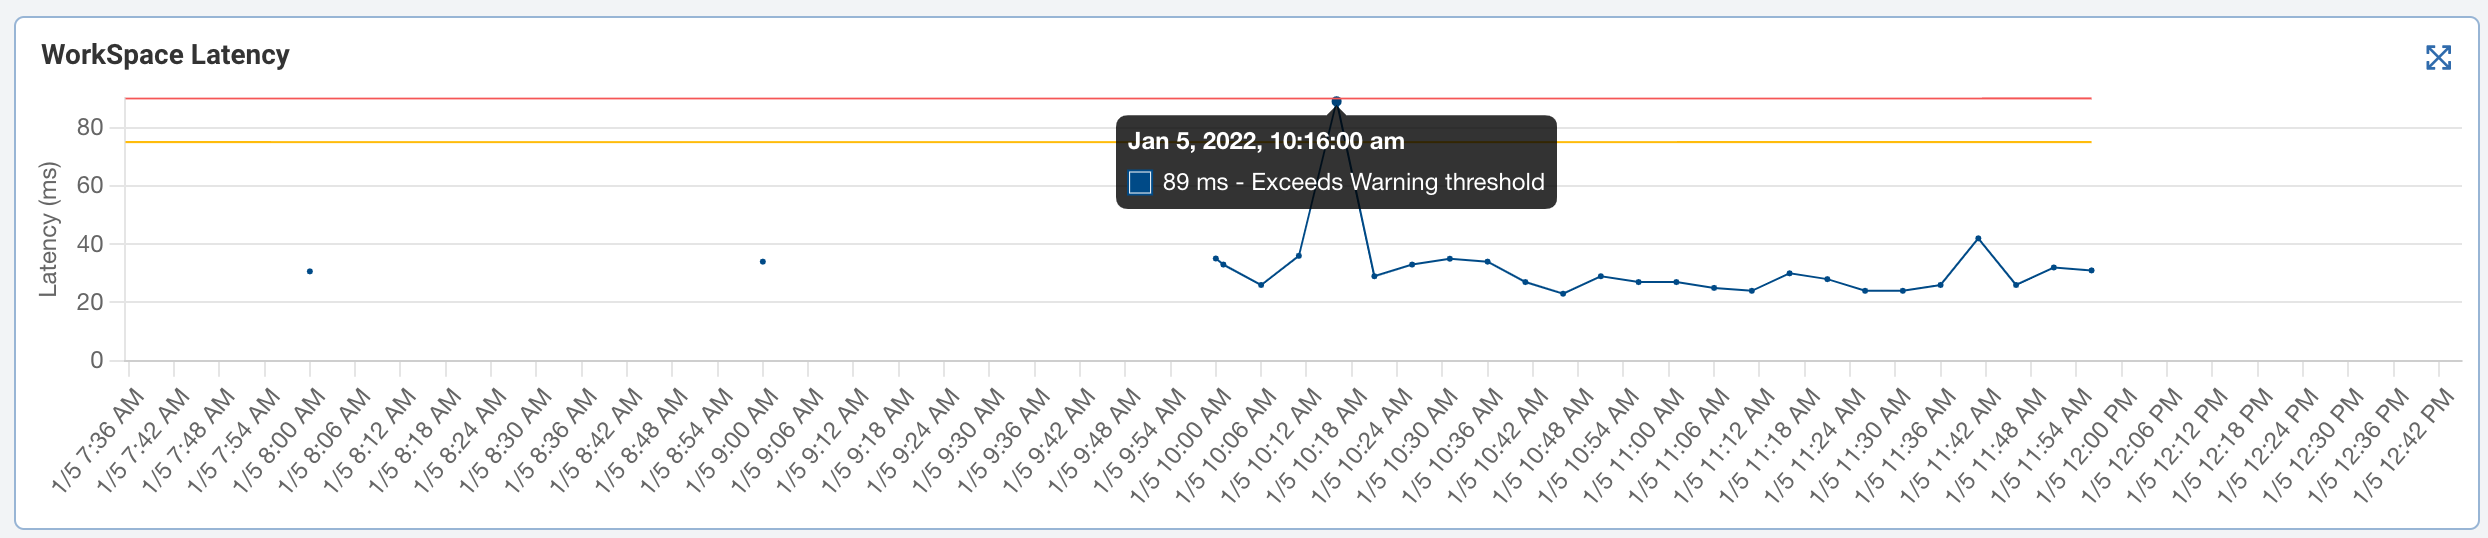 WorkSpace Latency
Latency (ms)
80
60
40
20
0
Jan 5, 2022, 10:16:00 am
89 ms - Exceeds Warning threshold
1/5 7:36 AM
1/5 7:42 AM
1/5 7:48 AM
1/5 7:54 AM
1/5 8:00 AM
1/5 8:06 AM
1/5 8:12 AM
1/5 8:18 AM
1/5 8:24 AM
1/5 8:30 AM
1/5 8:36 AM
1/5 8:42 AM
1/5 8:48 AM
1/5 8:54 AM
1/5 9:00 AM
1/5 9:06 AM
1/5 9:12 AM
1/5 9:18 AM
1/5 9:24 AM
1/5 9:30 AM
1/5 9:36 AM
1/5 9:42 AM
1/5 9:48 AM
1/5 9:54 AM
1/5 10:00 AM
1/5 10:06 AM
1/5 10:12 AM
1/5 10:18 AM
1/5 10:24 AM
1/5 10:30 AM
1/5 10:36 AM
1/5 10:42 AM
1/5 10:48 AM
1/5 10:54 AM
1/5 11:00 AM
1/5 11:06 AM
1/5 11:12 AM
1/5 11:18 AM
1/5 11:24 AM
1/5 11:30 AM
1/5 11:36 AM
1/5 11:42 AM
1/5 11:48 AM
1/5 11:54 AM
1/5 12:00 PM
1/5 12:06 PM
1/5 12:12 PM
1/5 12:18 PM
1/5 12:24 PM
1/5 12:30 PM
1/5 12:36 PM
1/5 12:42 PM